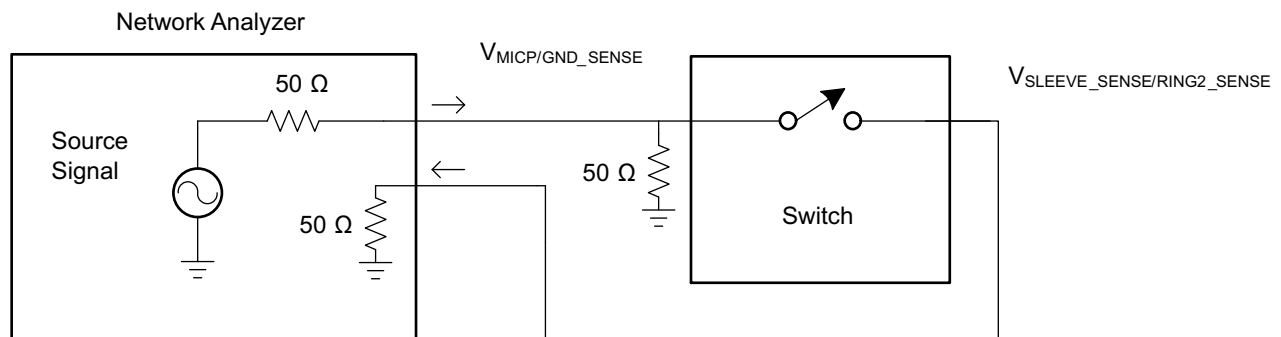 Network Analyzer
V_MICP/GND_SENSE
50 Ω
V_SLEEVE_SENSE/RING2_SENSE
Source
Signal
50 Ω
50 Ω
Switch